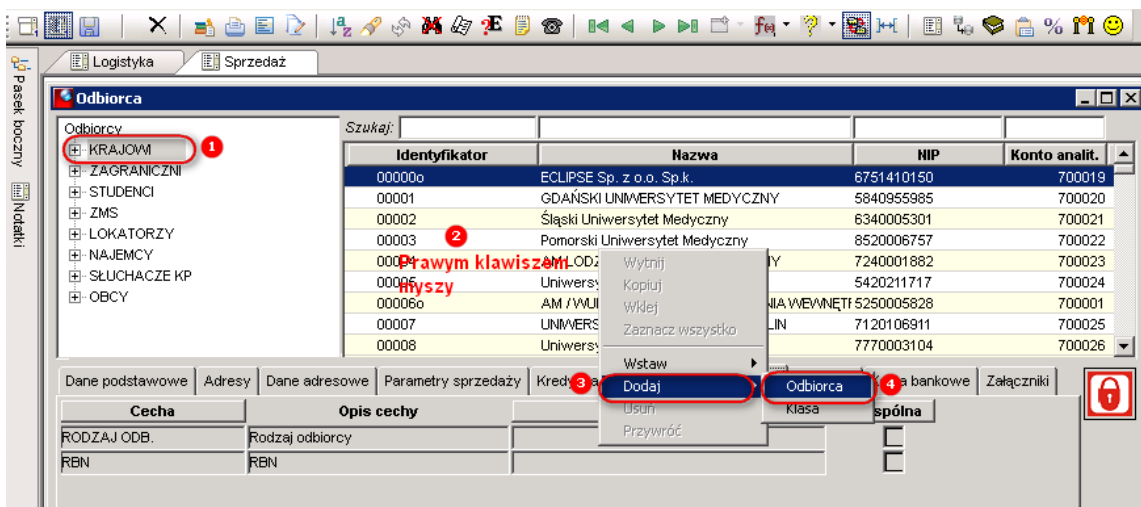 Logistyka Sprzedaż
Pasek boczny
Notatki
Odbiorca
Odbiorcy
KRAJOWI
1
ZAGRANICZNI
STUDENCI
ZMS
LOKATORZY
NAJEMCY
SŁUCHACZE KP
OBCY
Szukaj:
Identyfikator Nazwa NIP Konto analit.
00000o ECLIPSE Sp. z o.o. Sp.k. 6751410150 700019
00001 GDAŃSKI UNIWERSYTET MEDYCZNY 5840955985 700020
00002 Śląski Uniwersytet Medyczny 6340005301 700021
00003 Pomorski Uniwersytet Medyczny 8520006757 700022
7240001882 700023
5420211717 700024
00006o 5250005828 700001
00007 7120106911 700025
00008 7770003104 700026
2
Prawym klawiszem
myszy
Wytnij
Kopiuj
Wklej
Zaznacz wszystko
Wstaw
3 Dodaj
Usuń
Przywróć
Odbiorca 4
Klasa
Dane podstawowe Adresy Dane adresowe Parametry sprzedaży bankowe Załączniki
Cecha Opis cechy
RODZAJ ODB. Rodzaj odbiorcy
RBN RBN